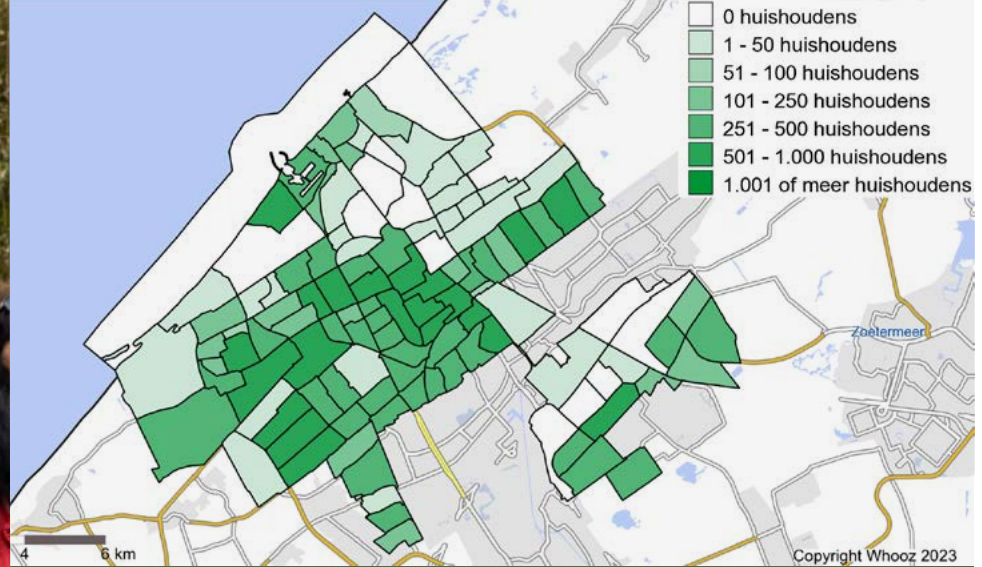 0 huishoudens
1 - 50 huishoudens
51 - 100 huishoudens
101 - 250 huishoudens
251 - 500 huishoudens
501 - 1.000 huishoudens
1.001 of meer huishoudens
Zoetermeer
4 6 km
Copyright Whooz 2023